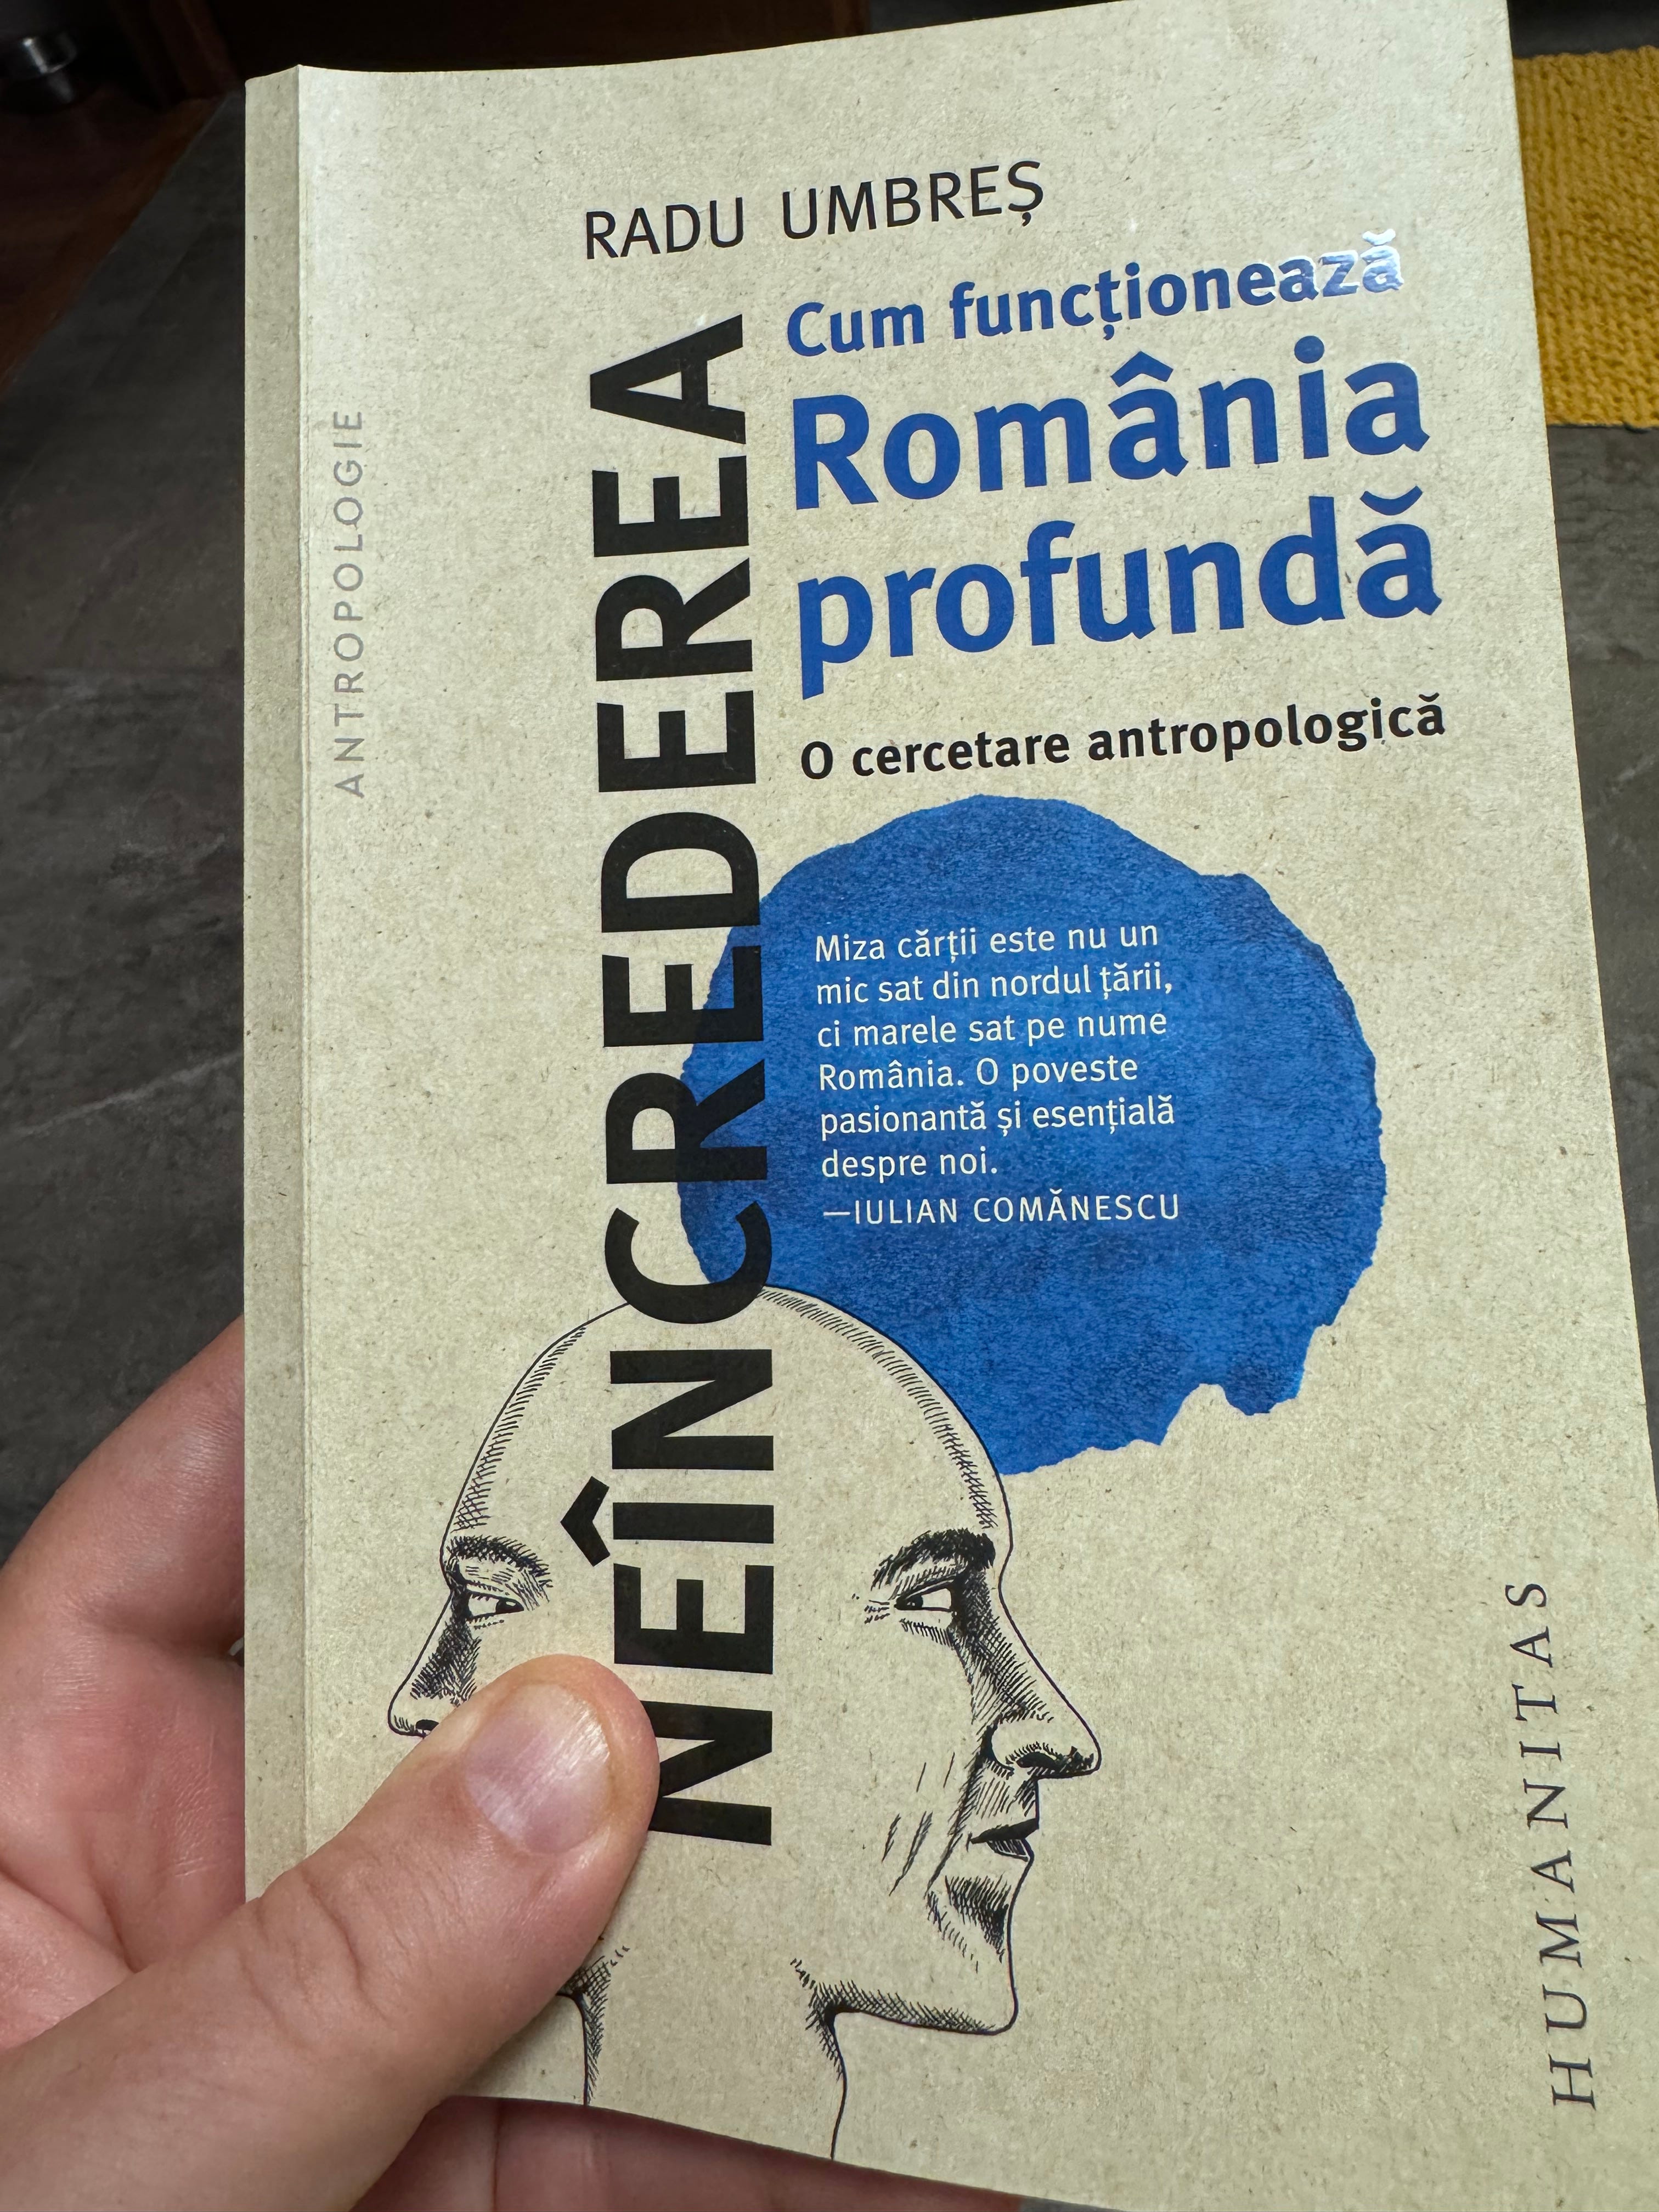 RADU UMBREȘ
NEÎNCREDEREA
Cum funcționează
România
profundă
O cercetare antropologică
ANTROPOLOGIE
Miza cărții este nu un
mic sat din nordul țării,
ci marele sat pe nume
România. O poveste
pasionantă și esențială
despre noi.
—IULIAN COMĂNESCU
HUMANITAS